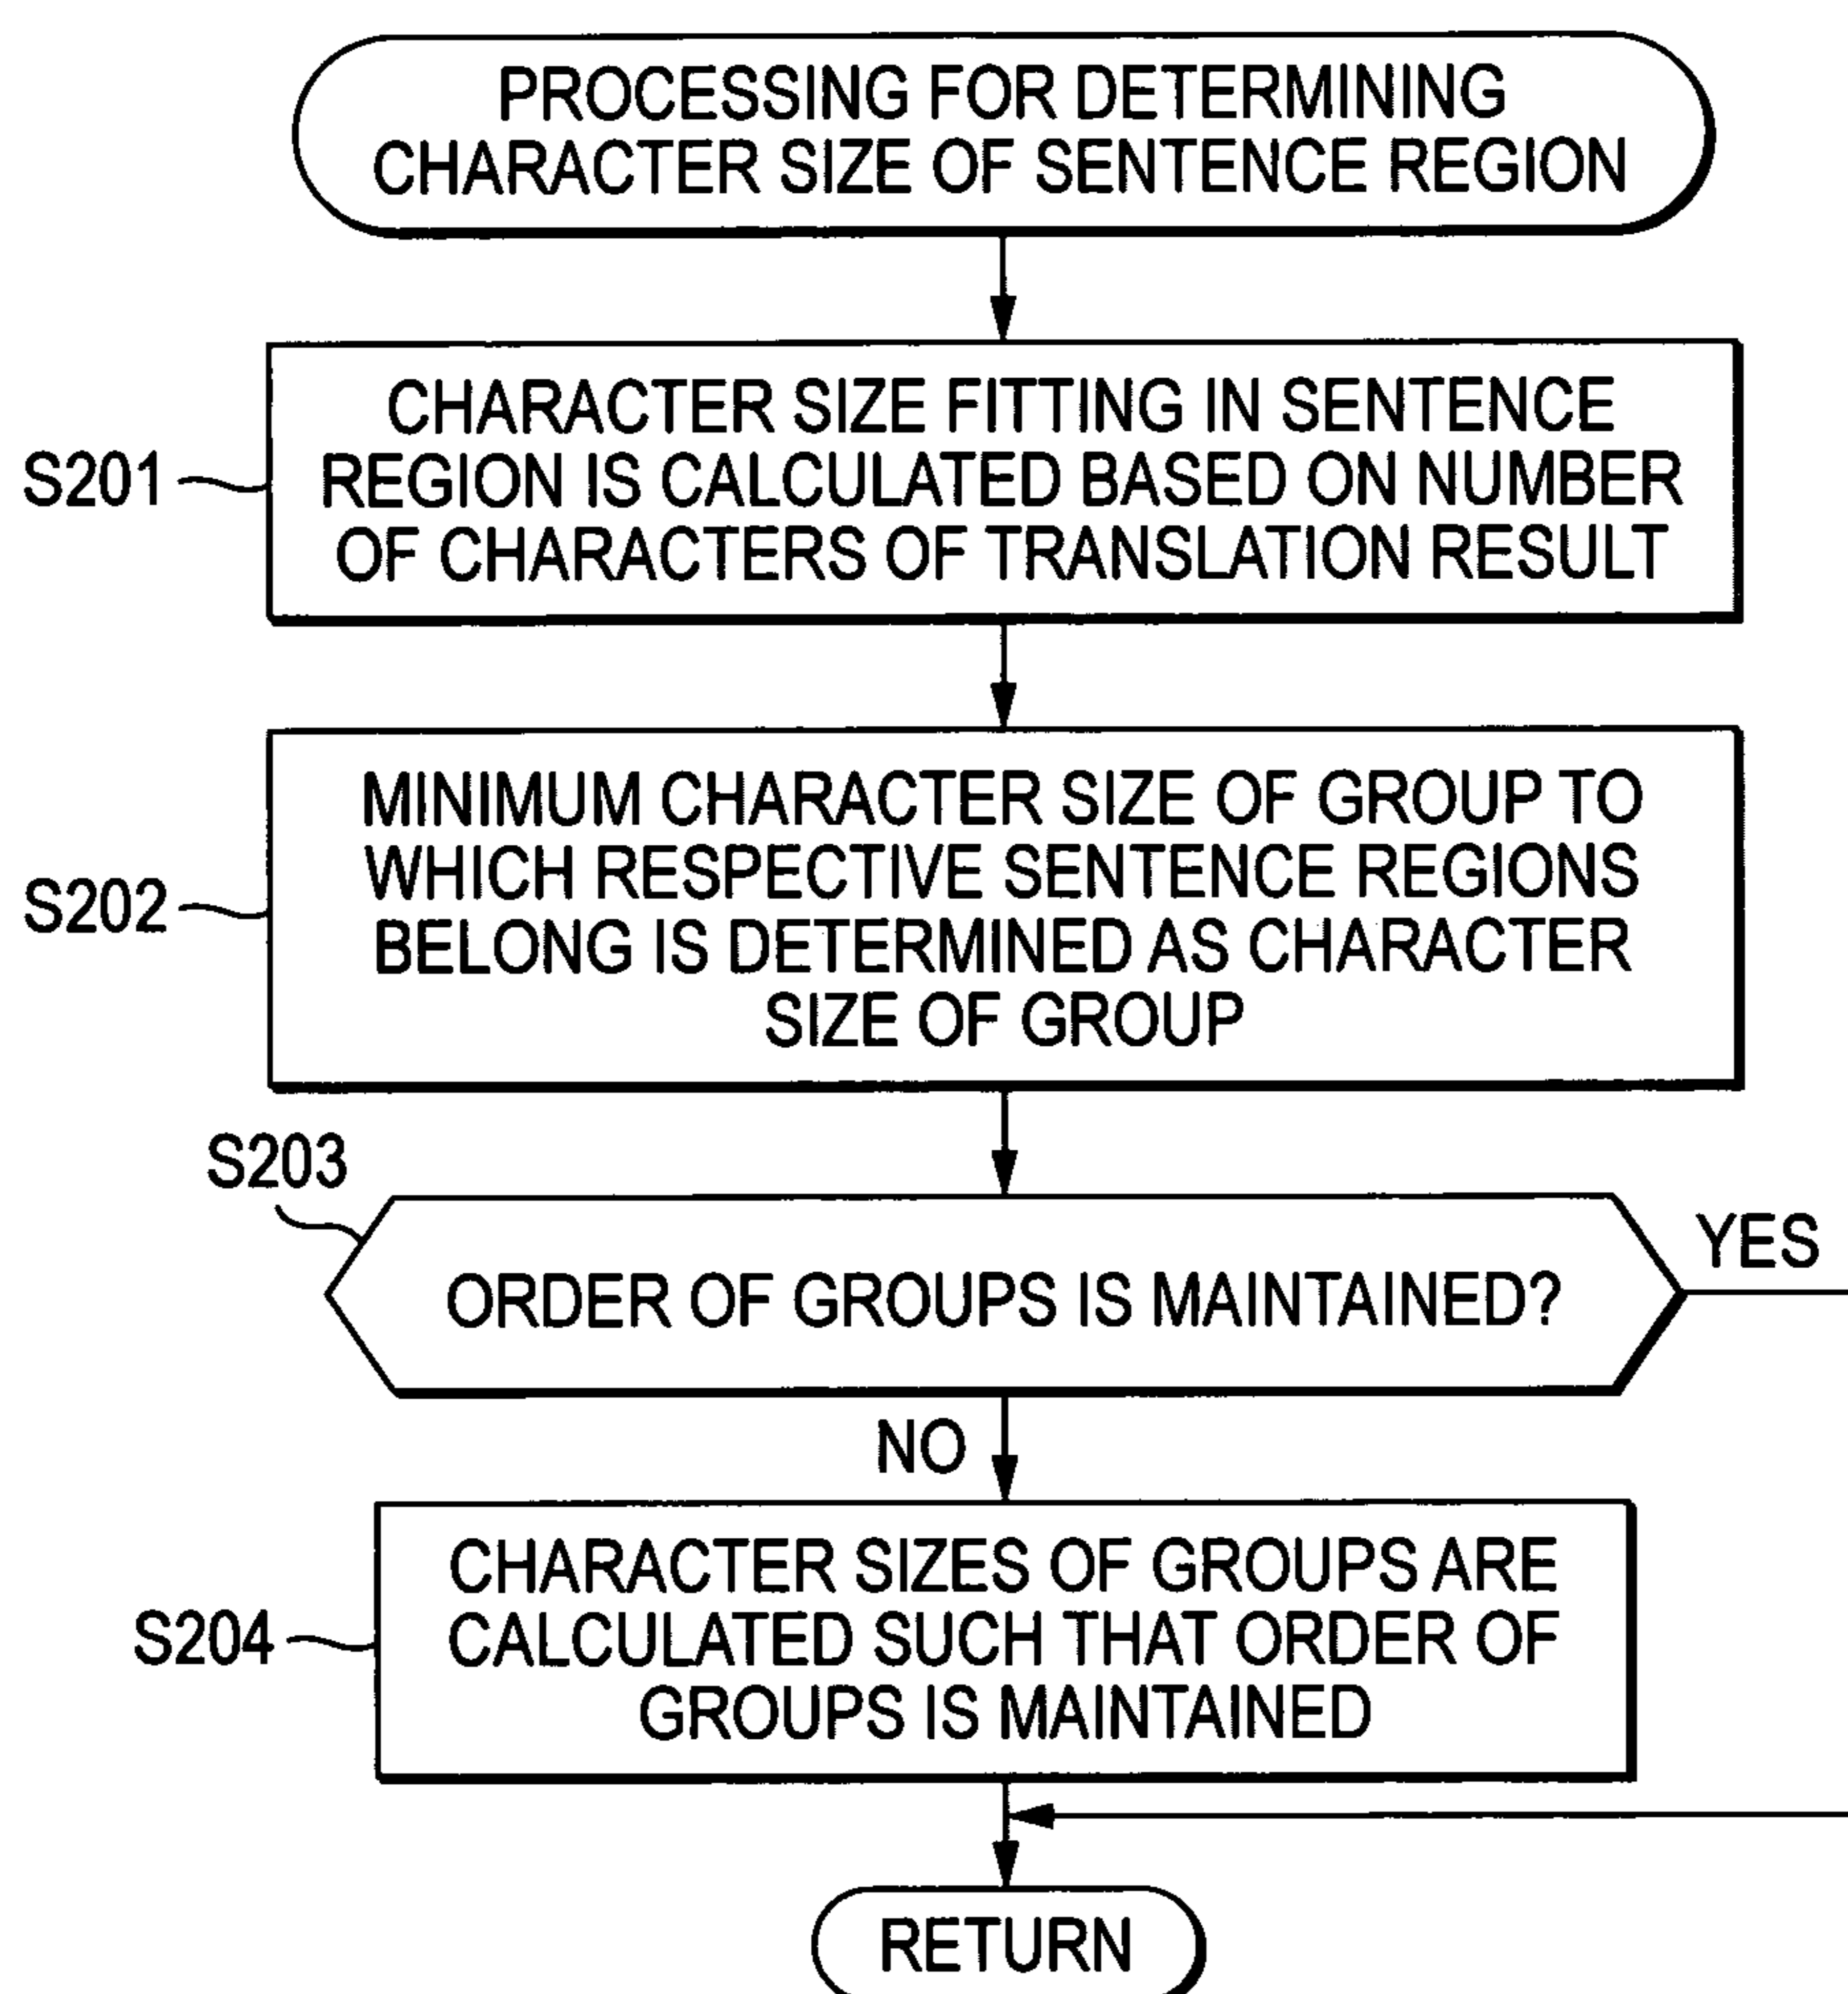 PROCESSING FOR DETERMINING
CHARACTER SIZE OF SENTENCE REGION
CHARACTER SIZE FITTING IN SENTENCE
S201
REGION IS CALCULATED BASED ON NUMBER
OF CHARACTERS OF TRANSLATION RESULT
MINIMUM CHARACTER SIZE OF GROUP TO
WHICH RESPECTIVE SENTENCE REGIONS
S202
BELONG IS DETERMINED AS CHARACTER
SIZE OF GROUP
S203
YES
ORDER OF GROUPS IS MAINTAINED?
NO
CHARACTER SIZES OF GROUPS ARE
S204
CALCULATED SUCH THAT ORDER OF
GROUPS IS MAINTAINED
RETURN